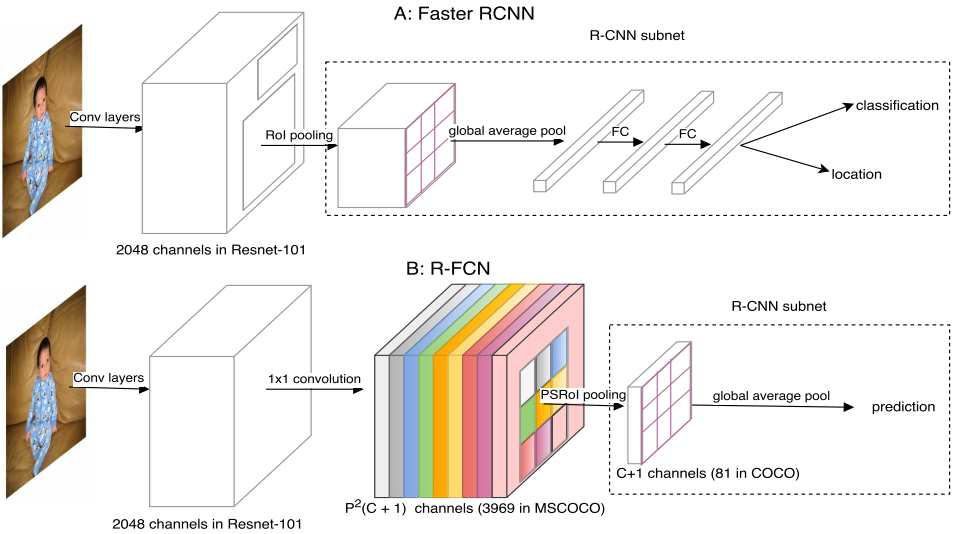 A: Faster RCNN
R-CNN subnet
Conv layers
RoI pooling
global average pool
FC
FC
classification
location
2048 channels in Resnet-101
B: R-FCN
R-CNN subnet
Conv layers
1x1 convolution
PSRoI pooling
global average pool
prediction
C+1 channels (81 in COCO)
P²(C + 1) channels (3969 in MSCOCO)
2048 channels in Resnet-101